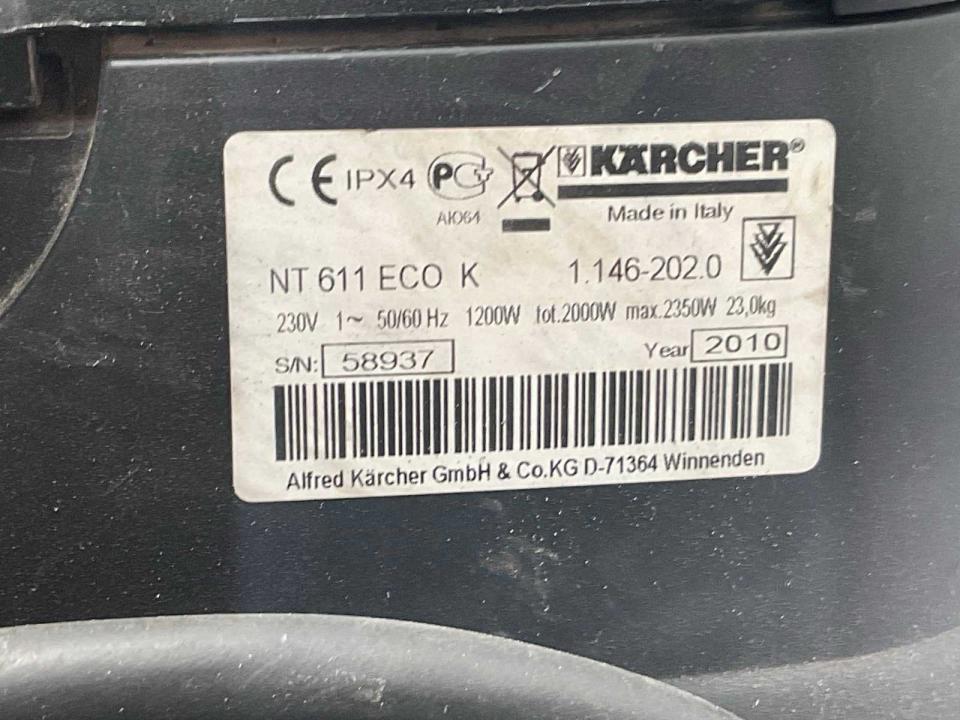 CE IPX4 PC KÄRCHER®
AЮ64
Made in Italy
NT 611 ECO K 1.146-202.0
230V 1~ 50/60 Hz 1200W tot.2000W max.2350W 23,0kg
S/N: 58937 Year 2010
Alfred Kärcher GmbH & Co.KG D-71364 Winnenden